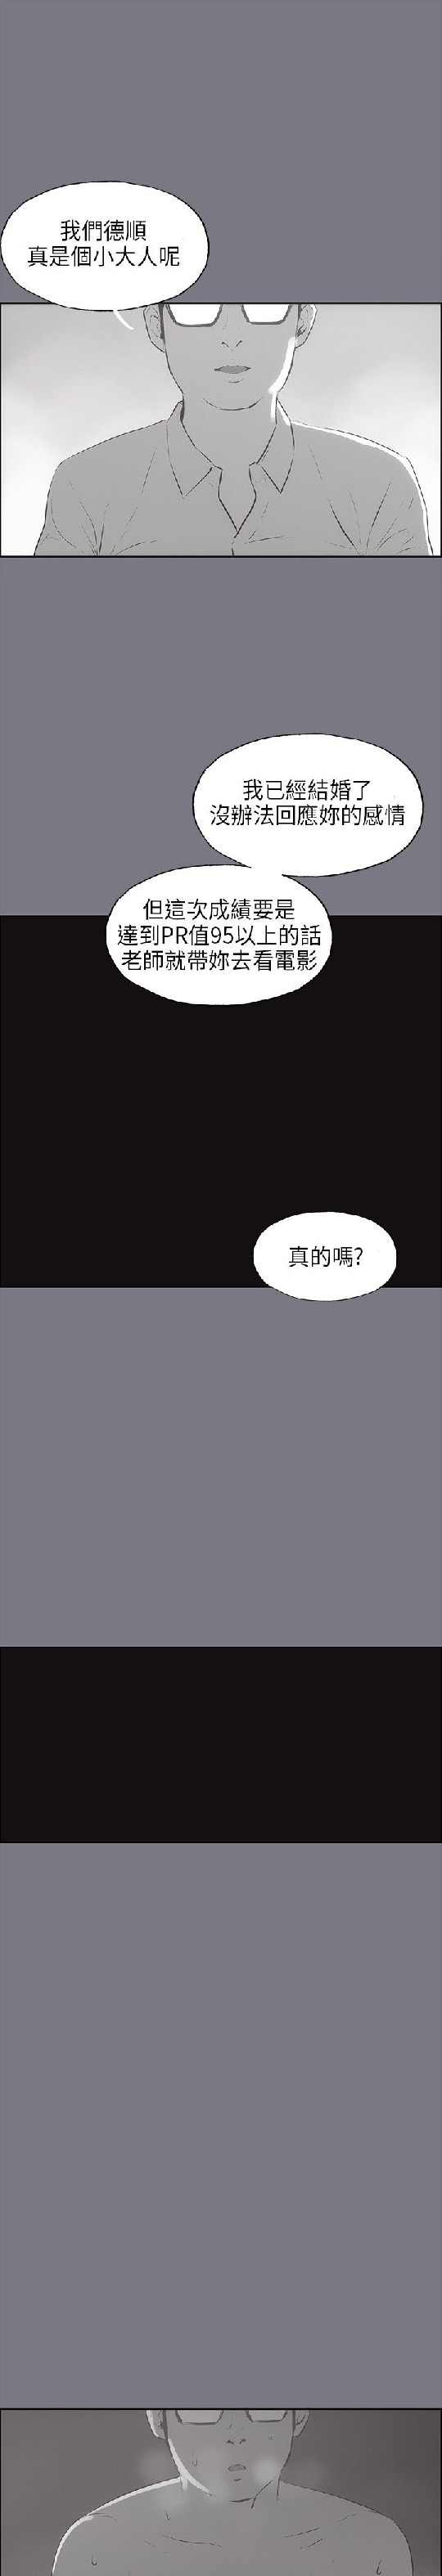 我們德順
真是個小大人呢
我已經結婚了
沒辦法回應妳的感情
但這次成績要是
達到PR值95以上的話
老師就帶妳去看電影
真的嗎?